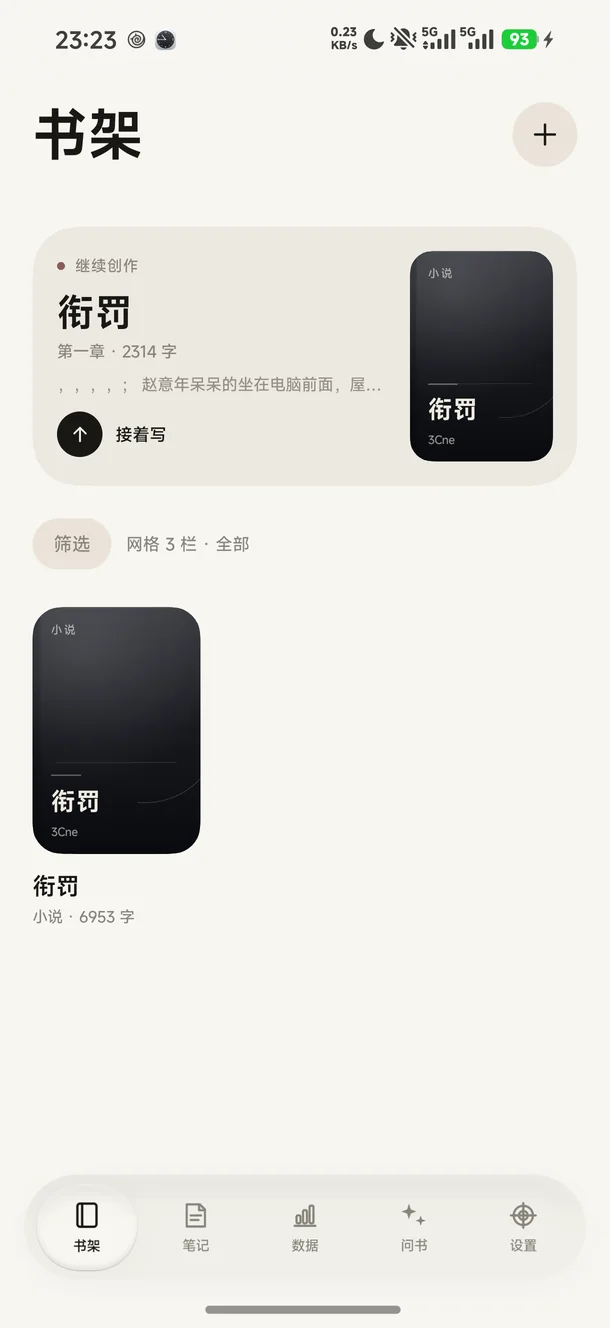 23:23
0.23
KB/s
5G
5G
93
书架
继续创作
衔罚
第一章 · 2314 字
，，，，； 赵意年呆呆的坐在电脑前面，屋...
接着写
小说
衔罚
3Cne
筛选
网格 3 栏 · 全部
小说
衔罚
3Cne
衔罚
小说 · 6953 字
书架
笔记
数据
问书
设置